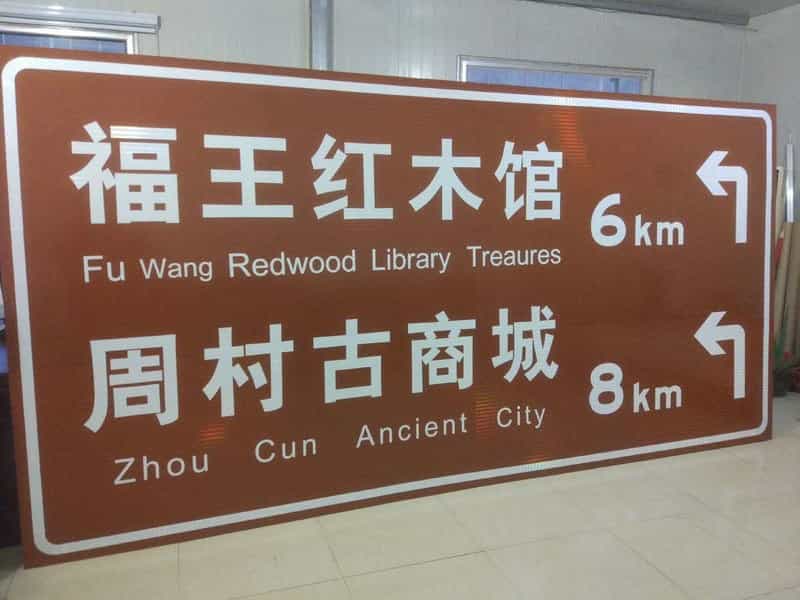 福王红木馆 6km
Fu Wang Redwood Library Treaures
周村古商城 8km
Zhou Cun Ancient City